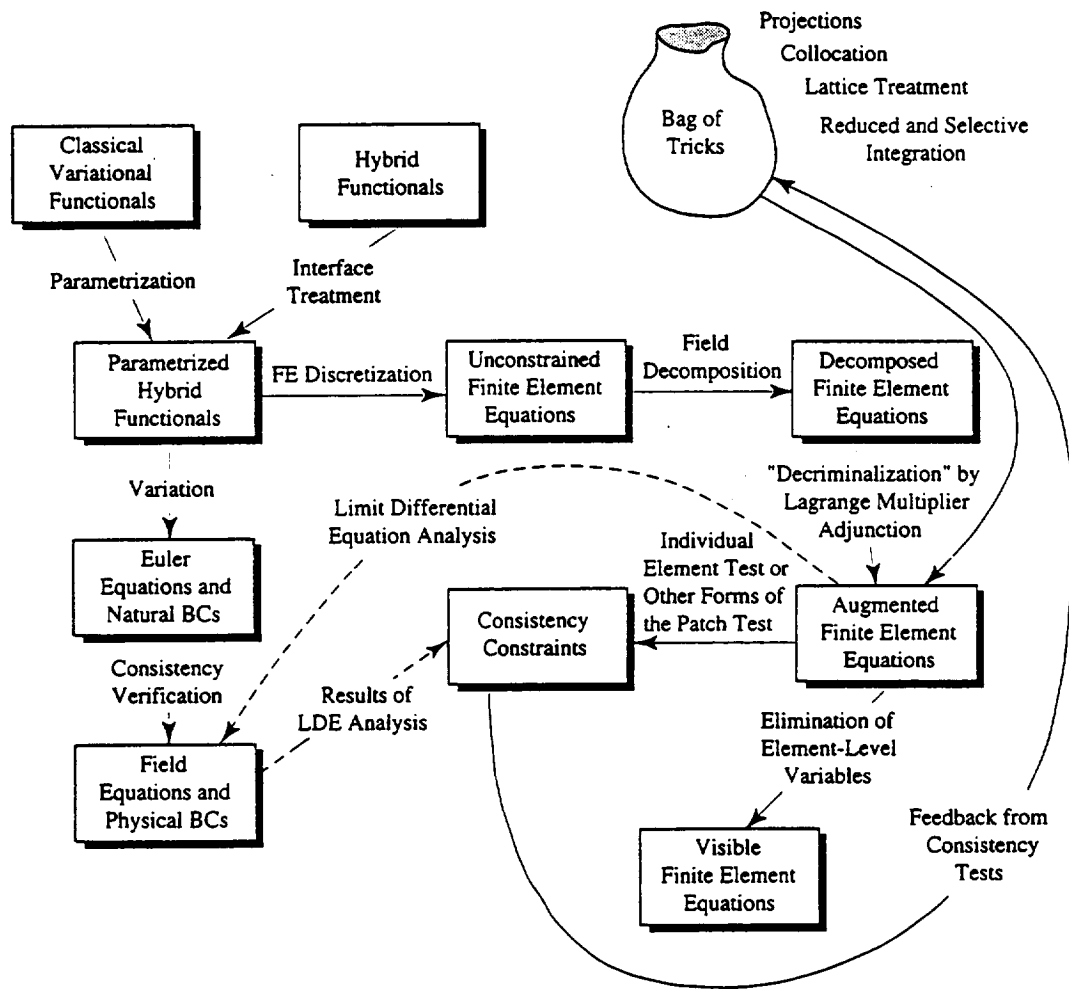 Projections
Collocation
Lattice Treatment
Reduced and Selective
Integration
Bag of
Tricks
Classical
Variational
Functionals
Hybrid
Functionals
Parametrization
Interface
Treatment
Parametrized
Hybrid
Functionals
FE Discretization
Unconstrained
Finite Element
Equations
Field
Decomposition
Decomposed
Finite Element
Equations
Variation
Limit Differential
Equation Analysis
"Decriminalization" by
Lagrange Multiplier
Adjunction
Euler
Equations and
Natural BCs
Individual
Element Test or
Other Forms of
the Patch Test
Consistency
Constraints
Augmented
Finite Element
Equations
Consistency
Verification
Results of
LDE Analysis
Elimination of
Element-Level
Variables
Field
Equations and
Physical BCs
Visible
Finite Element
Equations
Feedback from
Consistency
Tests